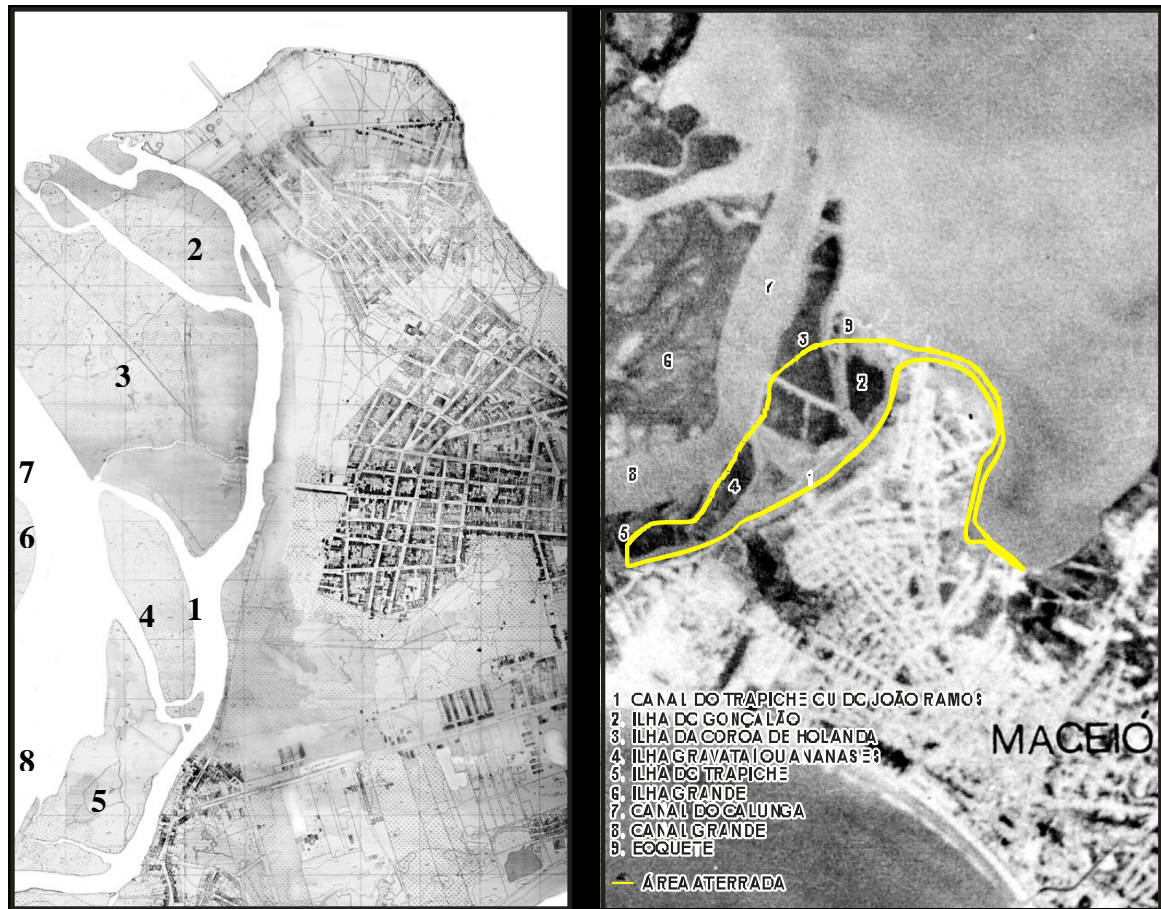 2
3
7
6
4
1
8
5
7
9
3
6
2
8
4
1
5
MACEIÓ
1 CANAL DO TRAPICHE OU DO JOÃO RAMOS
2. ILHA DO GONÇALÃO
3. ILHA DA COROA DE HOLANDA
4. ILHA GRAVATAÍ OU ANANASES
5. ILHA DO TRAPICHE
6. ILHA GRANDE
7. CANAL DO CALUNGA
8. CANAL GRANDE
9. BOQUETE
ÁREA ATERRADA